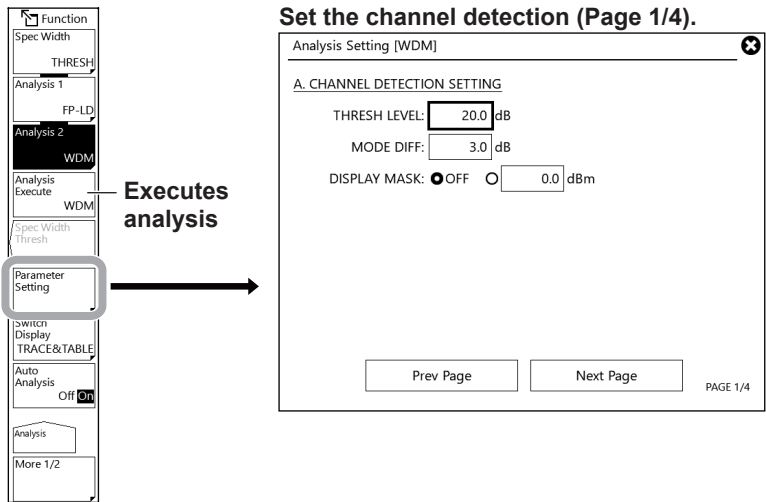 Function
Spec Width
THRESH
Analysis 1
FP-LD
Analysis 2
WDM
Analysis
Execute
WDM
Spec Width
Thresh
Parameter
Setting
Switch
Display
TRACE&TABLE
Auto
Analysis
Off On
Analysis
More 1/2
Executes
analysis
Set the channel detection (Page 1/4).
Analysis Setting [WDM]
A. CHANNEL DETECTION SETTING
THRESH LEVEL: 20.0 dB
MODE DIFF: 3.0 dB
DISPLAY MASK: OFF 0.0 dBm
Prev Page Next Page
PAGE 1/4